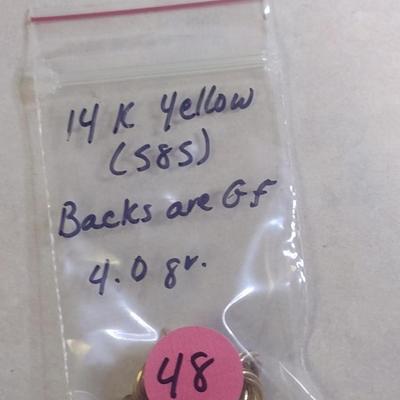 14 K Yellow
(585)
Backs are GF
4.0 gr.
48